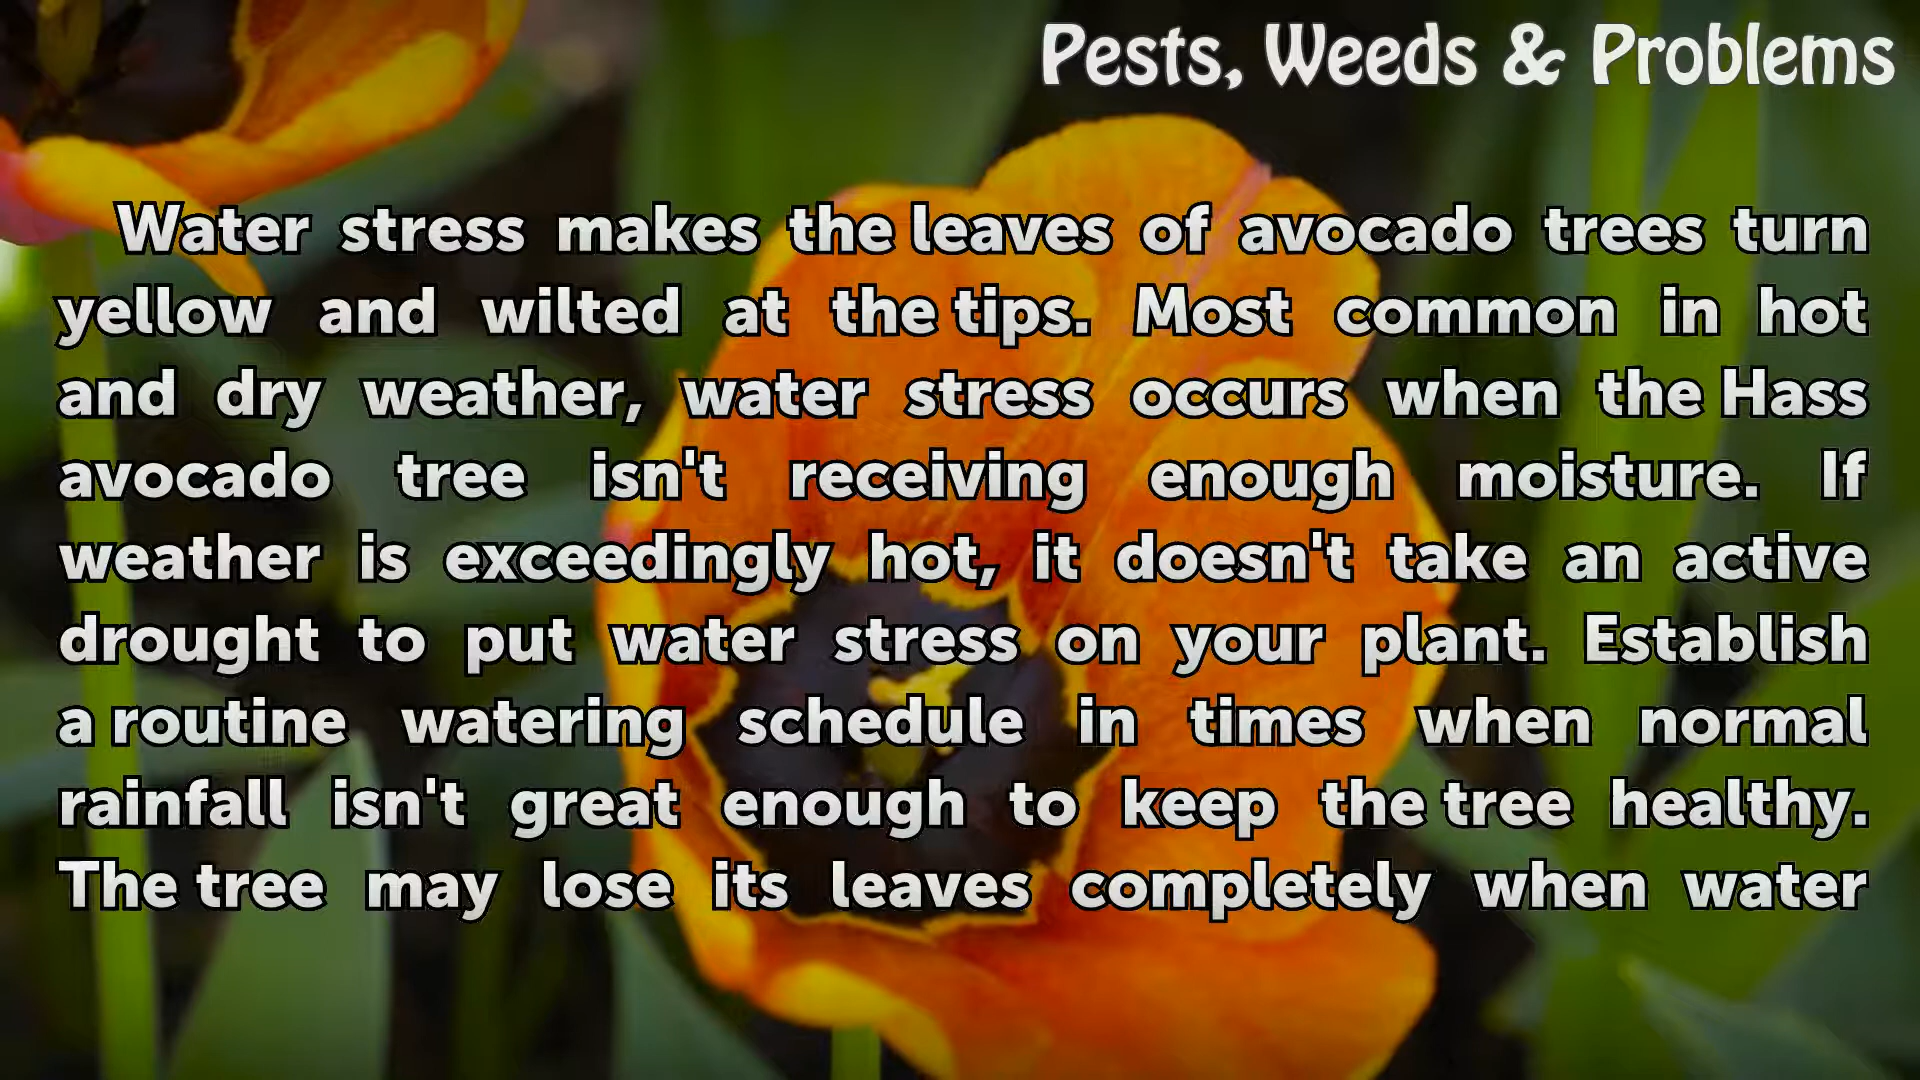 Pests, Weeds & Problems
Water stress makes the leaves of avocado trees turn
yellow and wilted at the tips. Most common in hot
and dry weather, water stress occurs when the Hass
avocado tree isn't receiving enough moisture. If
weather is exceedingly hot, it doesn't take an active
drought to put water stress on your plant. Establish
a routine watering schedule in times when normal
rainfall isn't great enough to keep the tree healthy.
The tree may lose its leaves completely when water